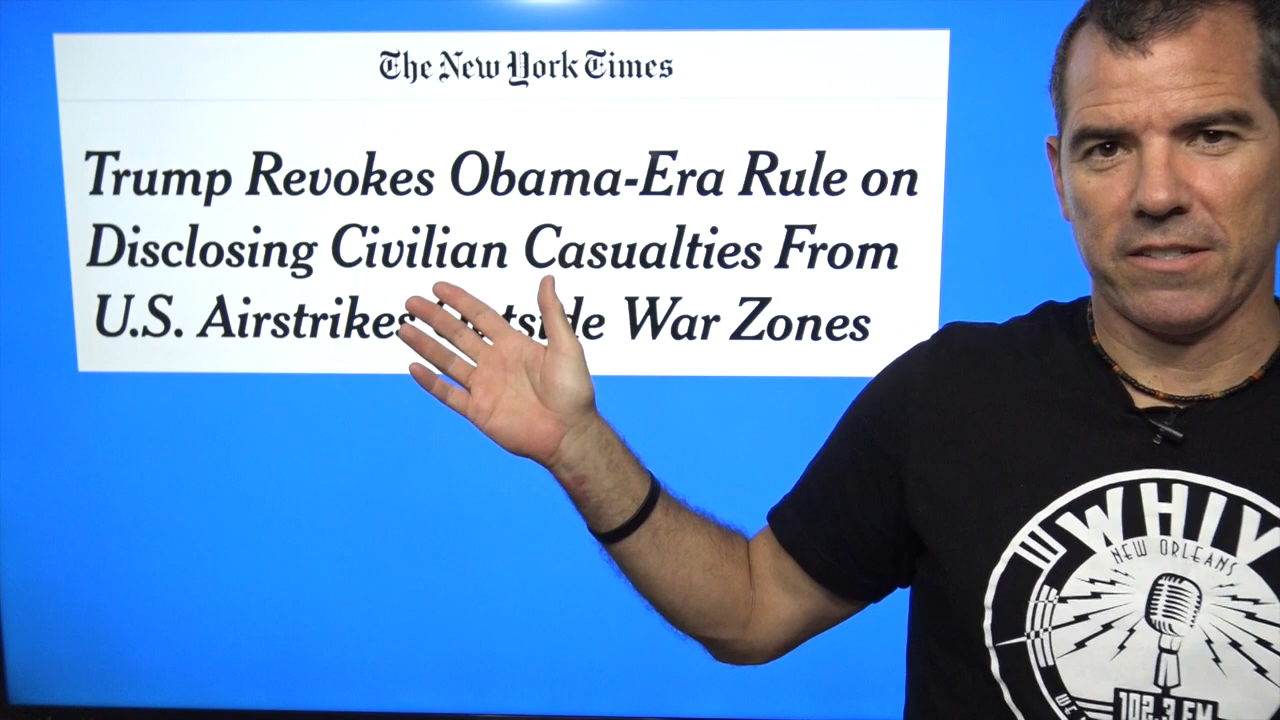 The New York Times
Trump Revokes Obama-Era Rule on
Disclosing Civilian Casualties From
U.S. Airstrikes Outside War Zones
WHIV
NEW ORLEANS
102.3 FM